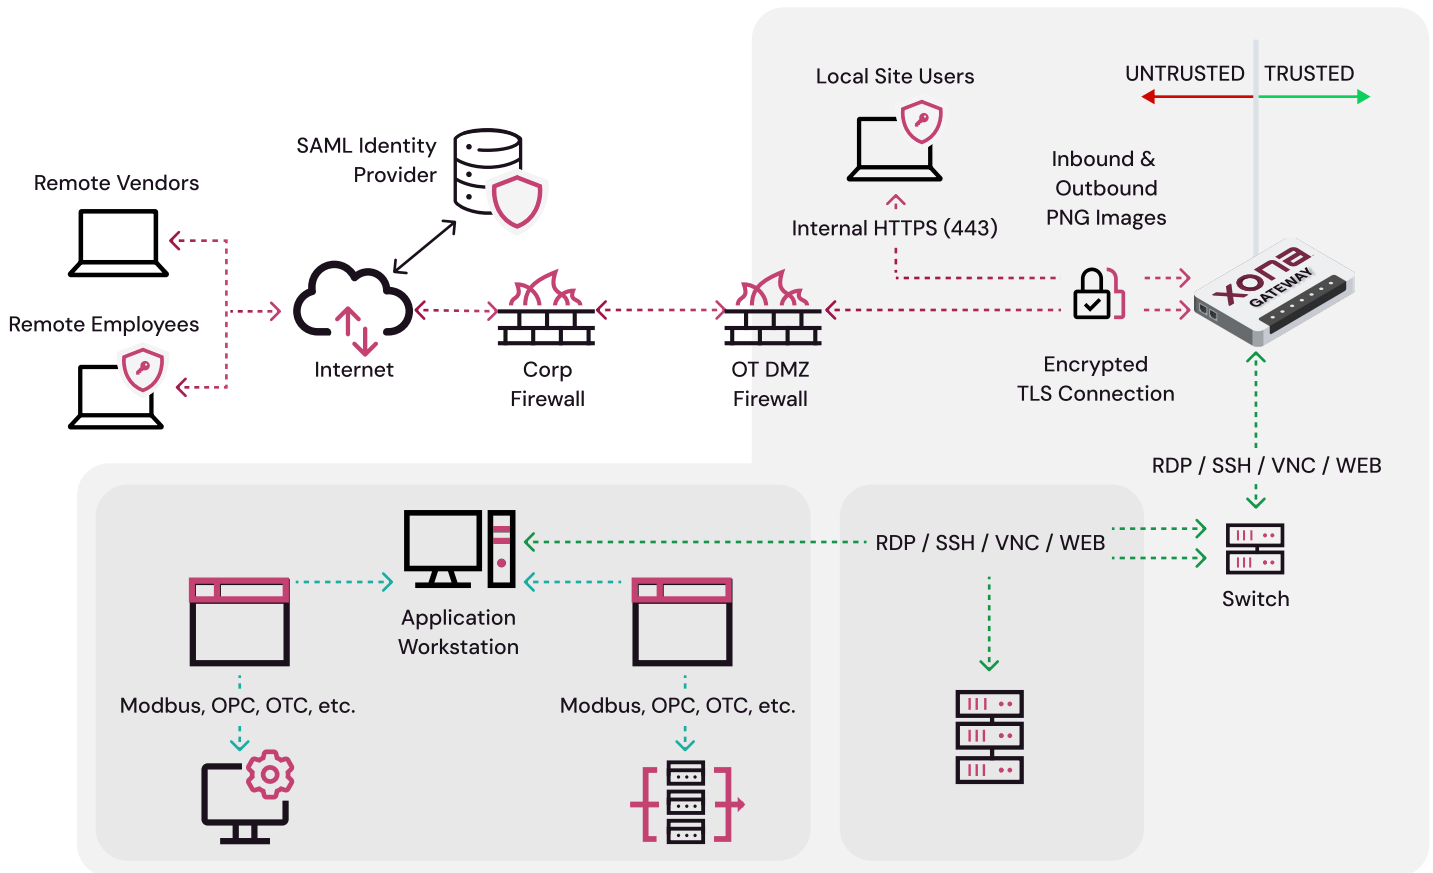 Local Site Users
UNTRUSTED
TRUSTED
SAML Identity
Provider
Inbound &
Outbound
PNG Images
Remote Vendors
Internal HTTPS (443)
xona
GATEWAY
Remote Employees
Internet
Corp
Firewall
OT DMZ
Firewall
Encrypted
TLS Connection
RDP / SSH / VNC / WEB
RDP / SSH / VNC / WEB
Switch
Application
Workstation
Modbus, OPC, OTC, etc.
Modbus, OPC, OTC, etc.